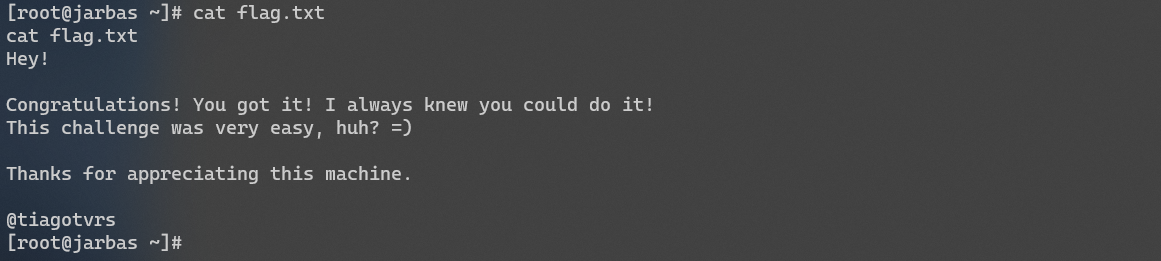 [root@jarbas ~]# cat flag.txt
cat flag.txt
Hey!
Congratulations! You got it! I always knew you could do it!
This challenge was very easy, huh? =)
Thanks for appreciating this machine.
@tiagotvrs
[root@jarbas ~]#